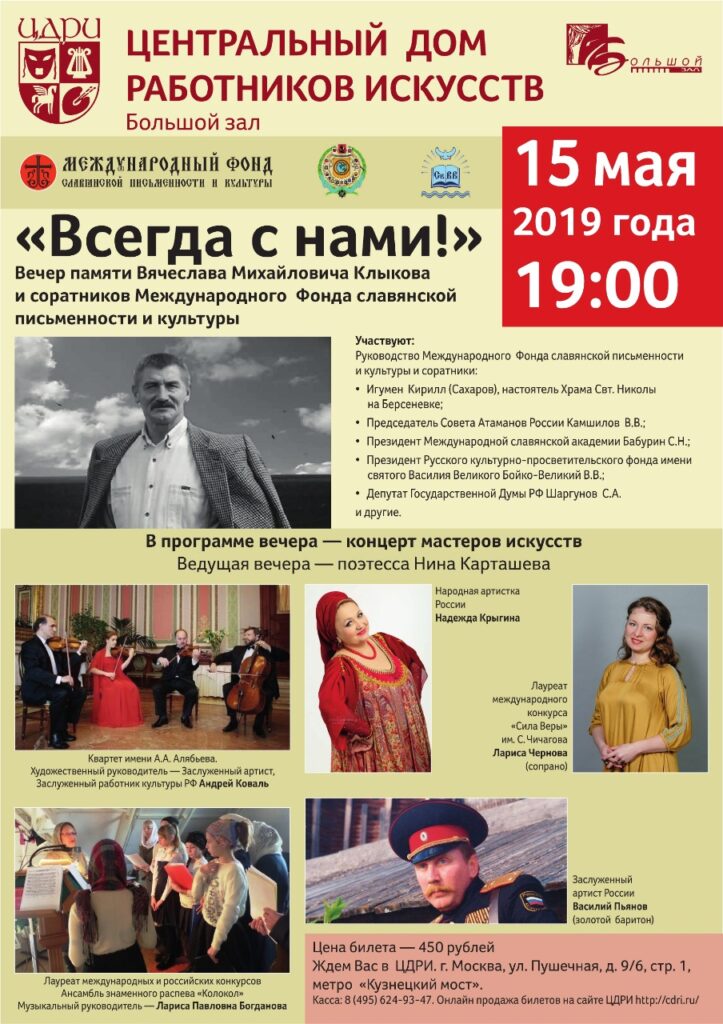 ЦДРИ
ЦЕНТРАЛЬНЫЙ ДОМ
РАБОТНИКОВ ИСКУССТВ
Большой зал
Большой
ЗАЛ
МЕЖДУНАРОДНЫЙ ФОНД
СЛАВЯНСКОЙ ПИСЬМЕННОСТИ И КУЛЬТУРЫ
Св.ВВ
15 мая
2019 года
19:00
«Всегда с нами!»
Вечер памяти Вячеслава Михайловича Клыкова
и соратников Международного Фонда славянской
письменности и культуры
Участвуют:
Руководство Международного Фонда славянской письменности
и культуры и соратники:
• Игумен Кирилл (Сахаров), настоятель Храма Свт. Николы
на Берсеневке;
• Председатель Совета Атаманов России Камшилов В.В.;
• Президент Международной славянской академии Бабурин С.Н.;
• Президент Русского культурно-просветительского фонда имени
святого Василия Великого Бойко-Великий В.В.;
• Депутат Государственной Думы РФ Шаргунов С.А.
и другие.
В программе вечера — концерт мастеров искусств
Ведущая вечера — поэтесса Нина Карташева
Народная артистка
России
Надежда Крыгина
Лауреат
международного
конкурса
«Сила Веры»
им. С. Чичагова
Лариса Чернова
(сопрано)
Квартет имени А.А. Алябьева.
Художественный руководитель — Заслуженный артист,
Заслуженный работник культуры РФ Андрей Коваль
Заслуженный
артист России
Василий Пьянов
(золотой баритон)
Лауреат международных и российских конкурсов
Ансамбль знаменного распева «Колокол»
Музыкальный руководитель — Лариса Павловна Богданова
Цена билета — 450 рублей
Ждем Вас в ЦДРИ. г. Москва, ул. Пушечная, д. 9/6, стр. 1,
метро «Кузнецкий мост».
Касса: 8 (495) 624-93-47. Онлайн продажа билетов на сайте ЦДРИ http://cdri.ru/